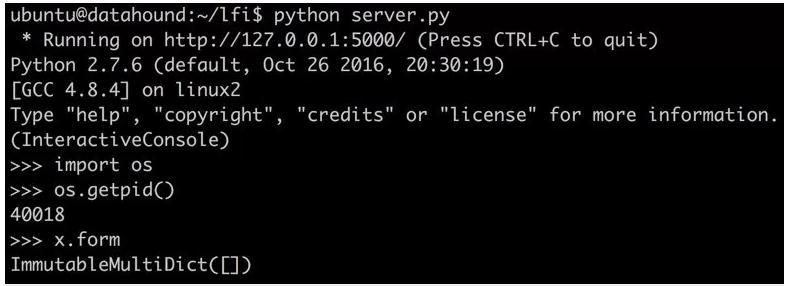 ubuntu@datahound:~/lfi$ python server.py
 * Running on http://127.0.0.1:5000/ (Press CTRL+C to quit)
Python 2.7.6 (default, Oct 26 2016, 20:30:19)
[GCC 4.8.4] on linux2
Type "help", "copyright", "credits" or "license" for more information.
(InteractiveConsole)
>>> import os
>>> os.getpid()
40018
>>> x.form
ImmutableMultiDict([])